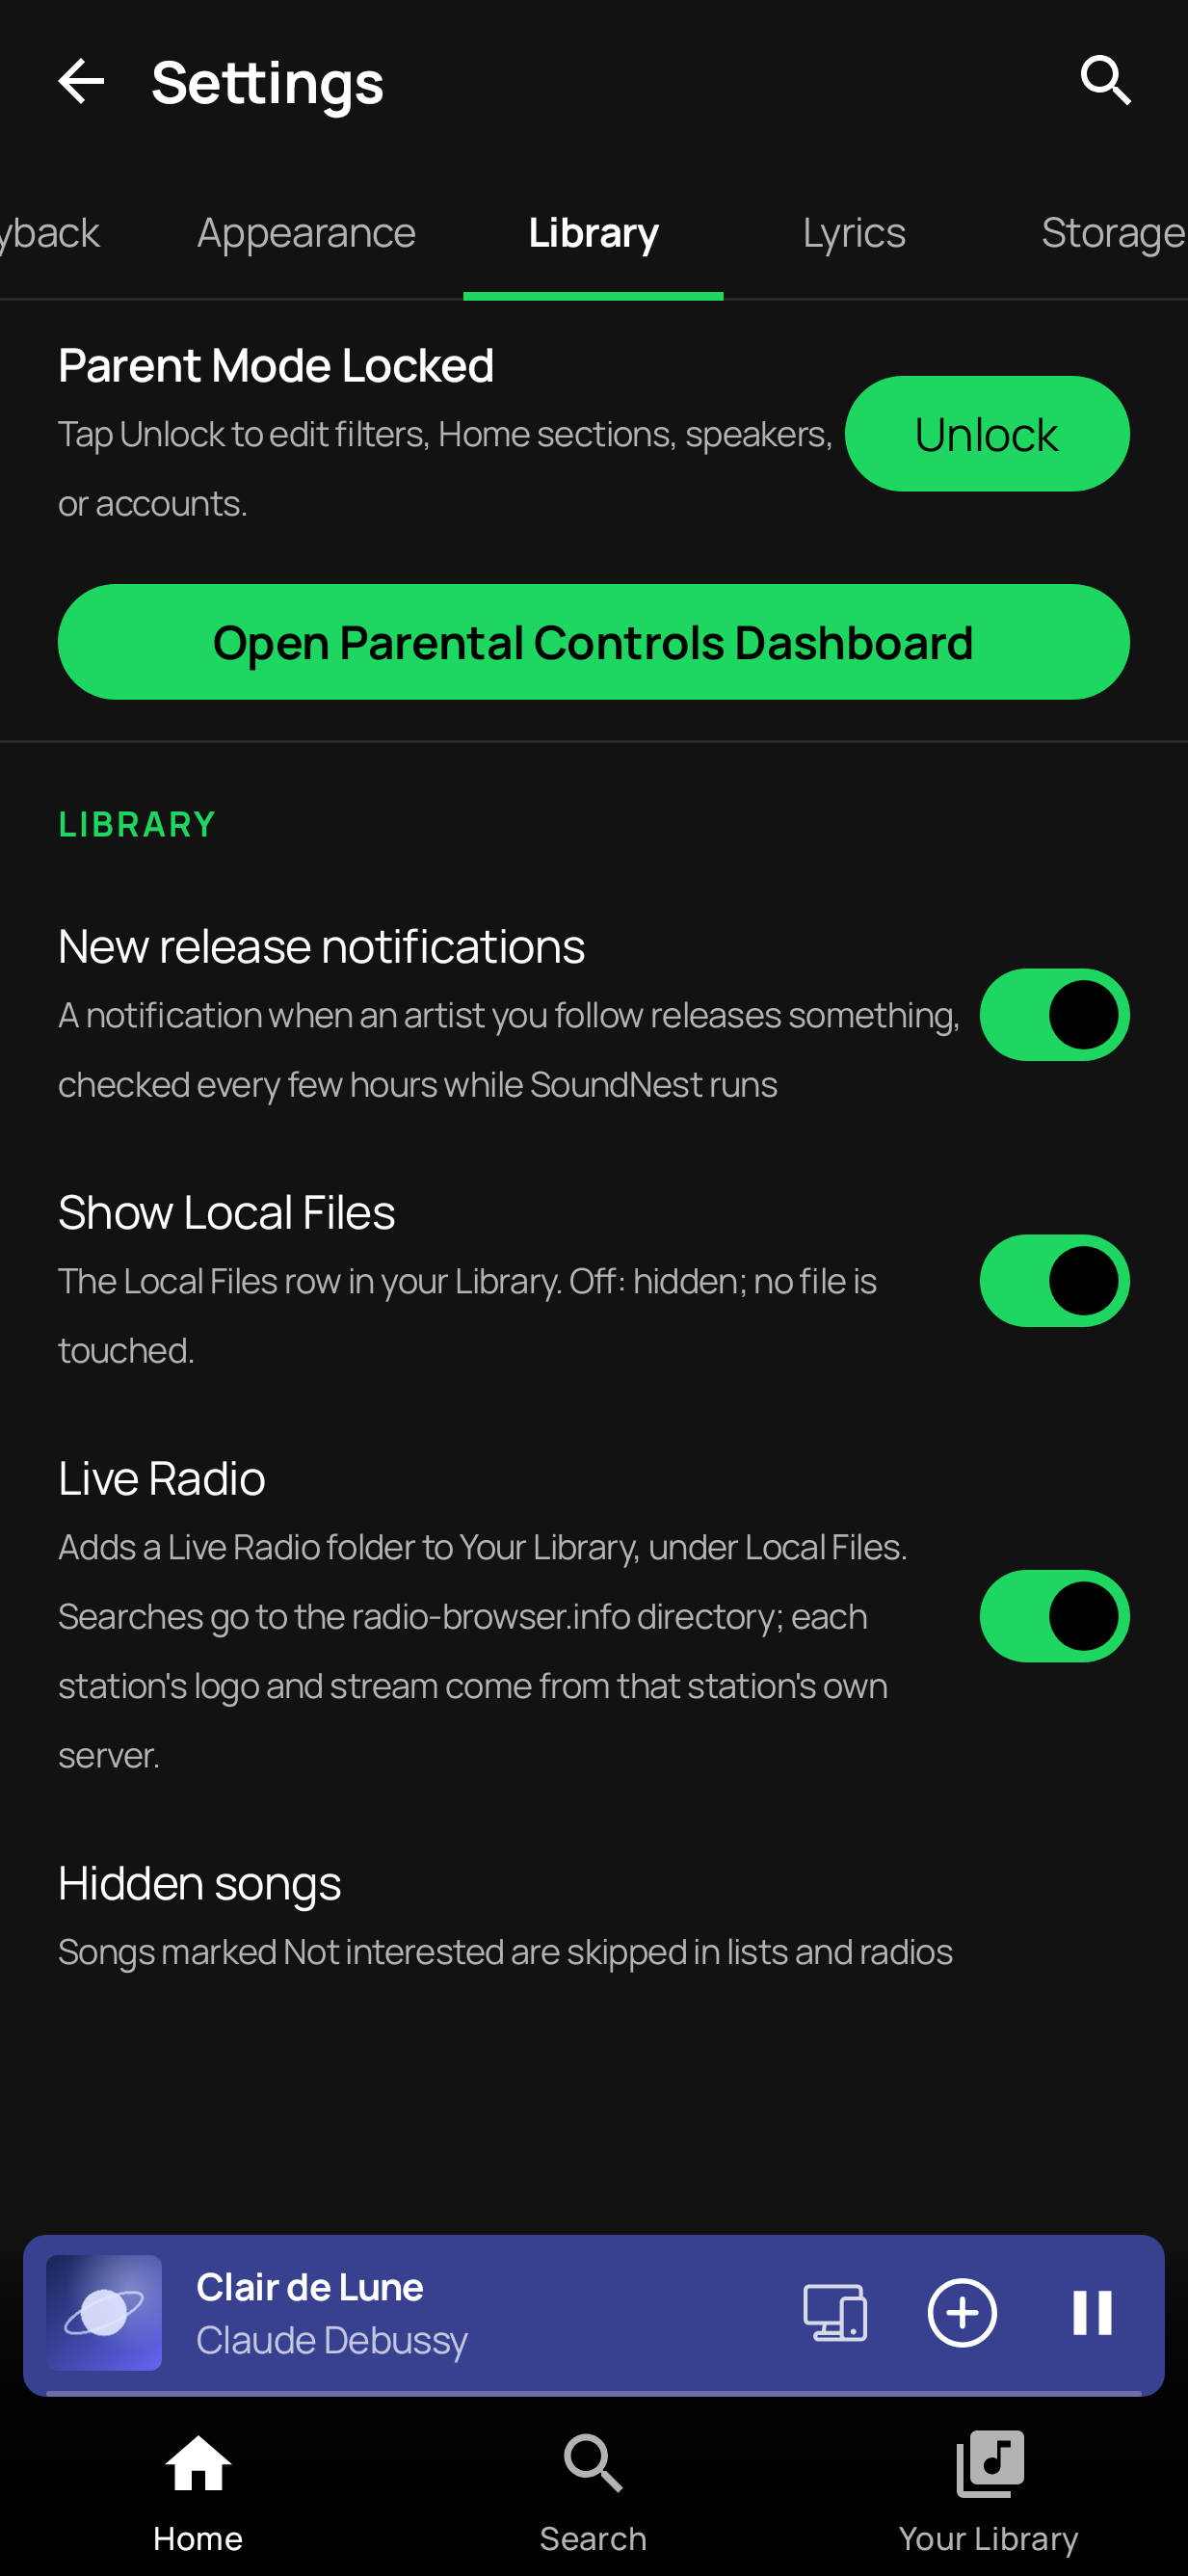 Settings
yback Appearance Library Lyrics Storage
Parent Mode Locked
Tap Unlock to edit filters, Home sections, speakers,
or accounts.
Unlock
Open Parental Controls Dashboard
LIBRARY
New release notifications
A notification when an artist you follow releases something,
checked every few hours while SoundNest runs
Show Local Files
The Local Files row in your Library. Off: hidden; no file is
touched.
Live Radio
Adds a Live Radio folder to Your Library, under Local Files.
Searches go to the radio-browser.info directory; each
station's logo and stream come from that station's own
server.
Hidden songs
Songs marked Not interested are skipped in lists and radios
Clair de Lune
Claude Debussy
Home Search Your Library